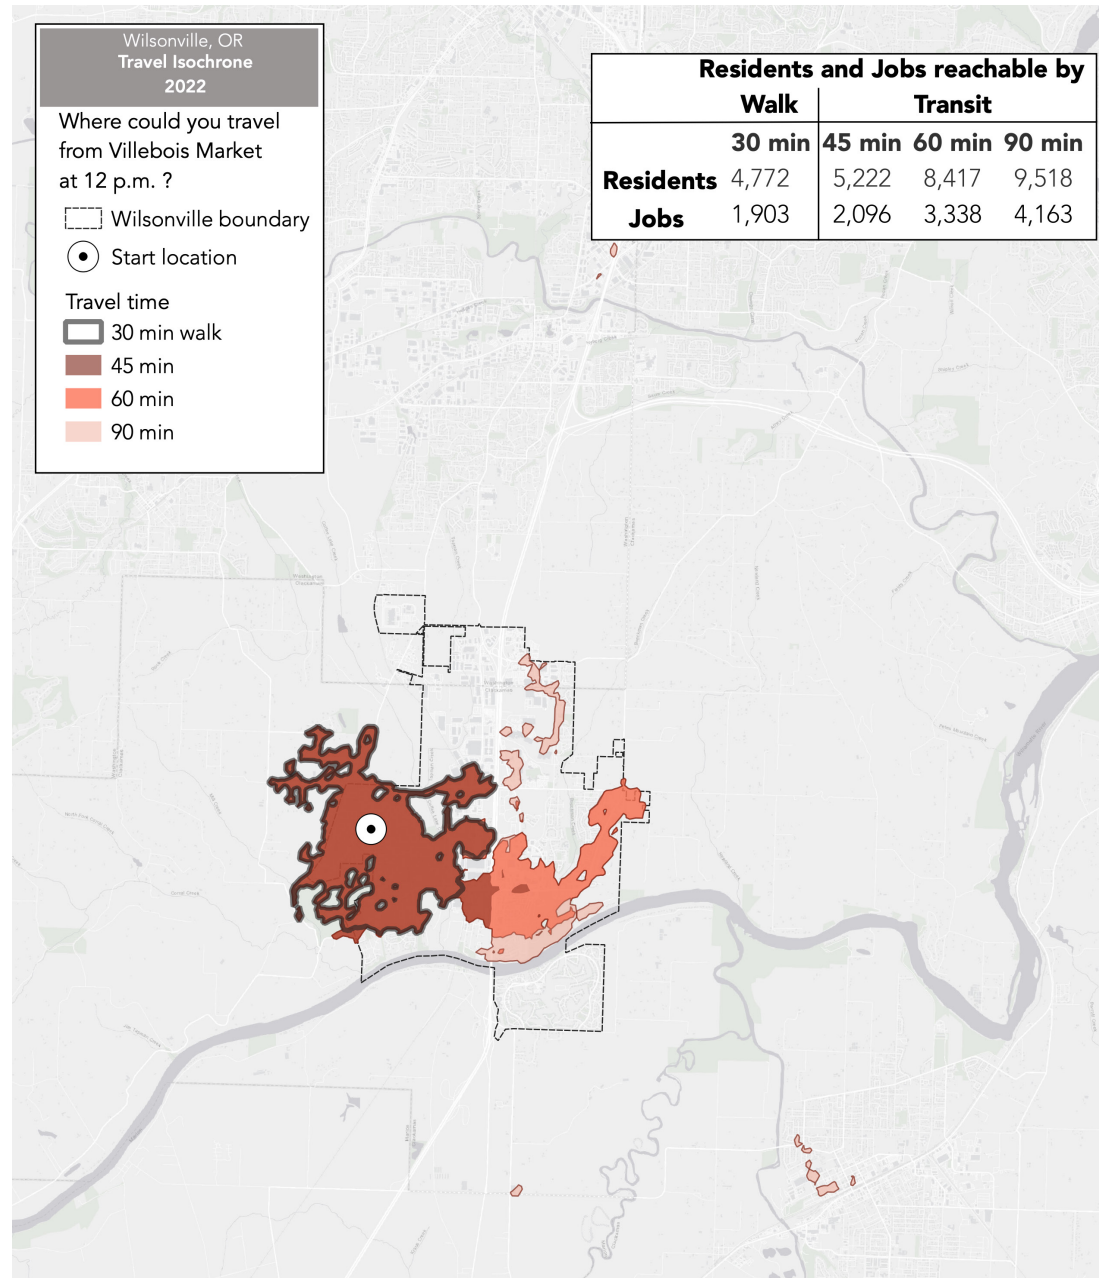 Wilsonville, OR
Travel Isochrone
2022
Where could you travel
from Villebois Market
at 12 p.m. ?
Wilsonville boundary
Start location
Travel time
30 min walk
45 min
60 min
90 min
Residents and Jobs reachable by
Walk Transit
30 min 45 min 60 min 90 min
Residents 4,772 5,222 8,417 9,518
Jobs 1,903 2,096 3,338 4,163